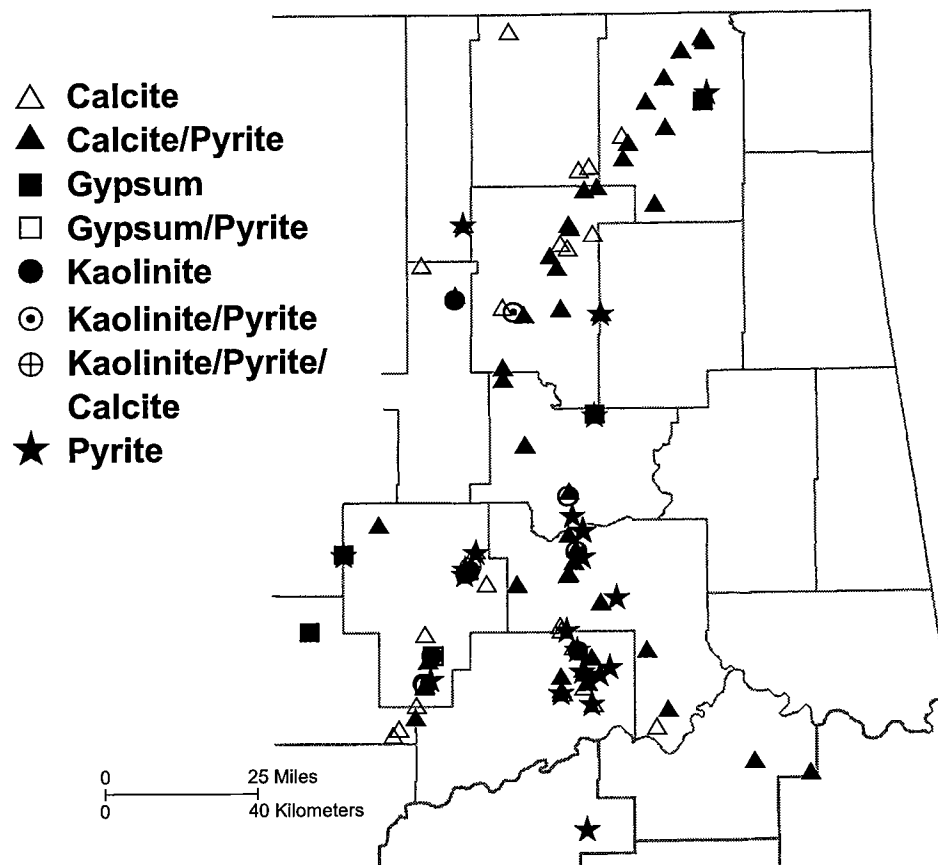 Calcite
Calcite/Pyrite
Gypsum
Gypsum/Pyrite
Kaolinite
Kaolinite/Pyrite
Kaolinite/Pyrite/
Calcite
Pyrite
0 25 Miles
0 40 Kilometers